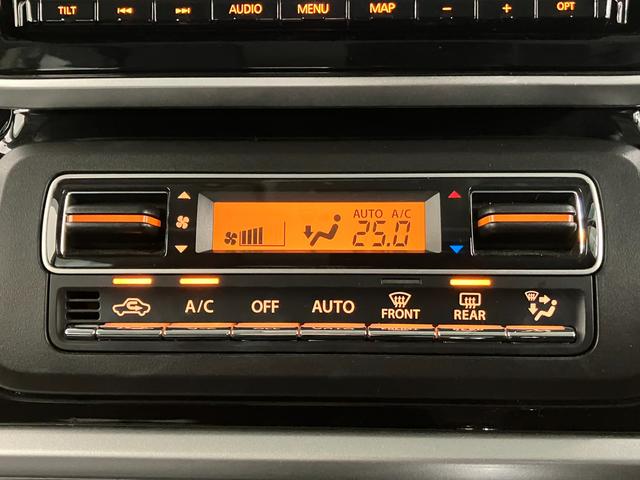 TILT AUDIO MENU MAP - + OPT
AUTO A/C
25.0
A/C OFF AUTO FRONT REAR